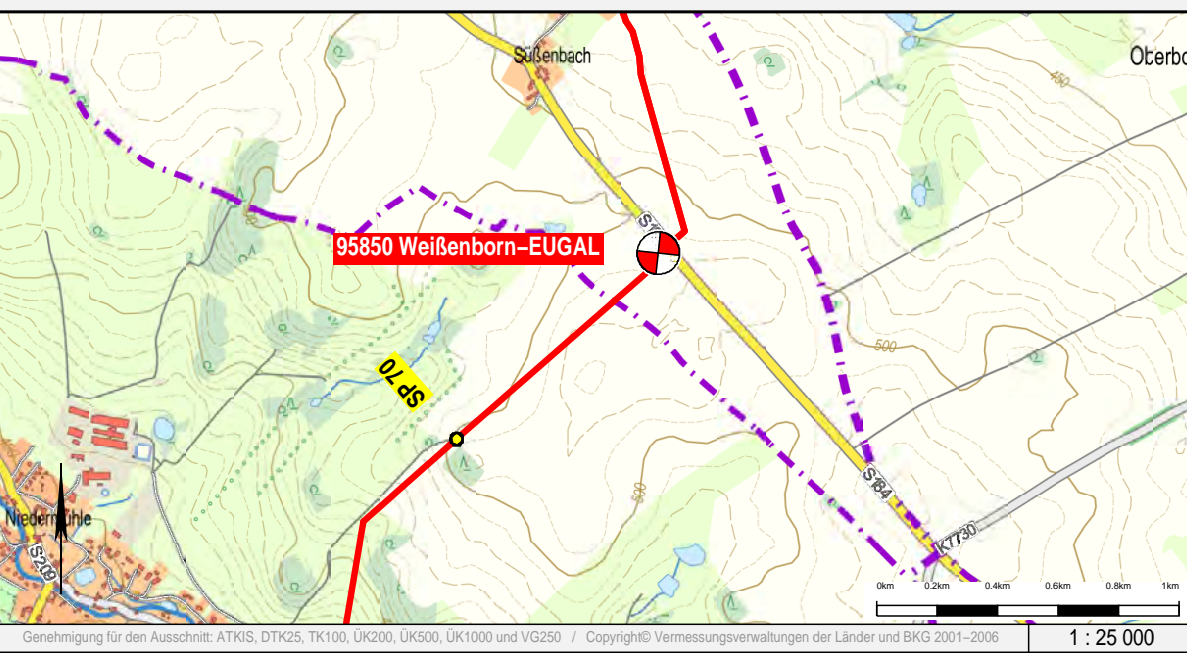 Süßenbach
450
95850 Weißenborn–EUGAL
500
SP 70
500
S184
Niedermühle
S209
K7730
0km 0.2km 0.4km 0.6km 0.8km 1km
Genehmigung für den Ausschnitt: ATKIS, DTK25, TK100, ÜK200, ÜK500, ÜK1000 und VG250 / Copyright© Vermessungsverwaltungen der Länder und BKG 2001–2006
1 : 25 000